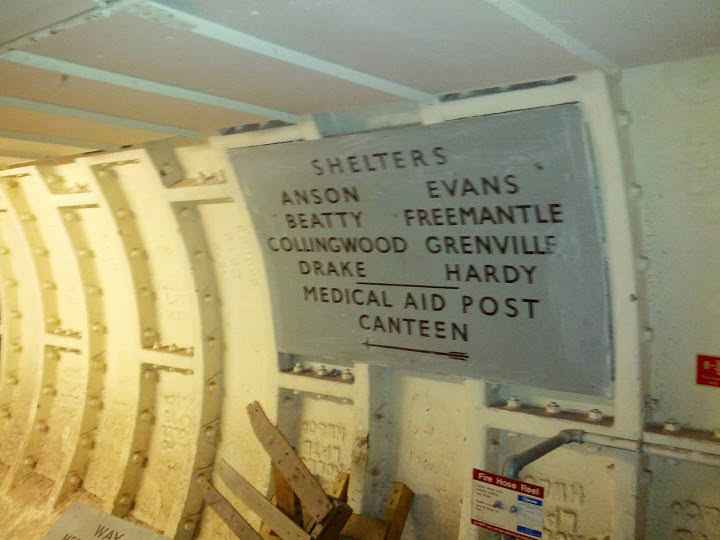 SHELTERS
ANSON EVANS
BEATTY FREEMANTLE
COLLINGWOOD GRENVILLE
DRAKE HARDY
MEDICAL AID POST
CANTEEN
Fire Hose Reel
WAY